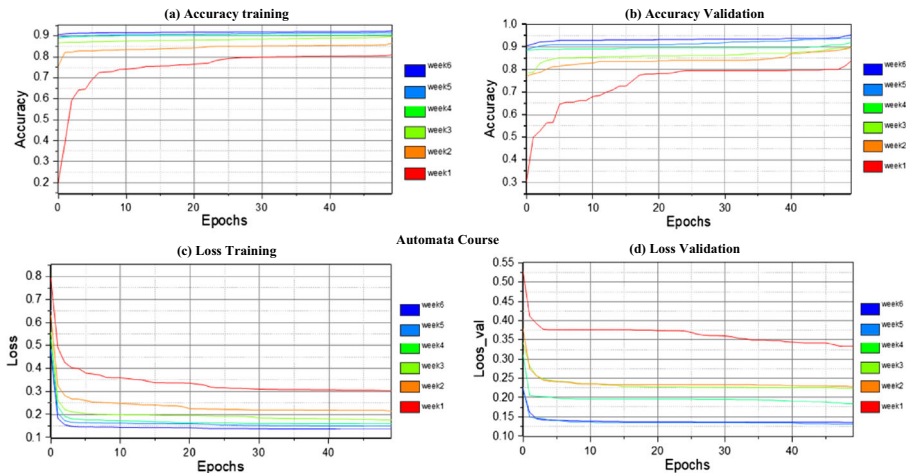 (a) Accuracy training
Accuracy
0.9
0.8
0.7
0.6
0.5
0.4
0.3
0.2
0
10
20
30
40
Epochs
week6
week5
week4
week3
week2
week1
(b) Accuracy Validation
Accuracy
1.0
0.9
0.8
0.7
0.6
0.5
0.4
0.3
0
10
20
30
40
Epochs
week6
week5
week4
week3
week2
week1
Automata Course
(c) Loss Training
Loss
0.8
0.7
0.6
0.5
0.4
0.3
0.2
0.1
0
10
20
30
40
Epochs
week6
week5
week4
week3
week2
week1
(d) Loss Validation
Loos_val
0.55
0.50
0.45
0.40
0.35
0.30
0.25
0.20
0.15
0.10
0
10
20
30
40
Epochs
week6
week5
week4
week3
week2
week1